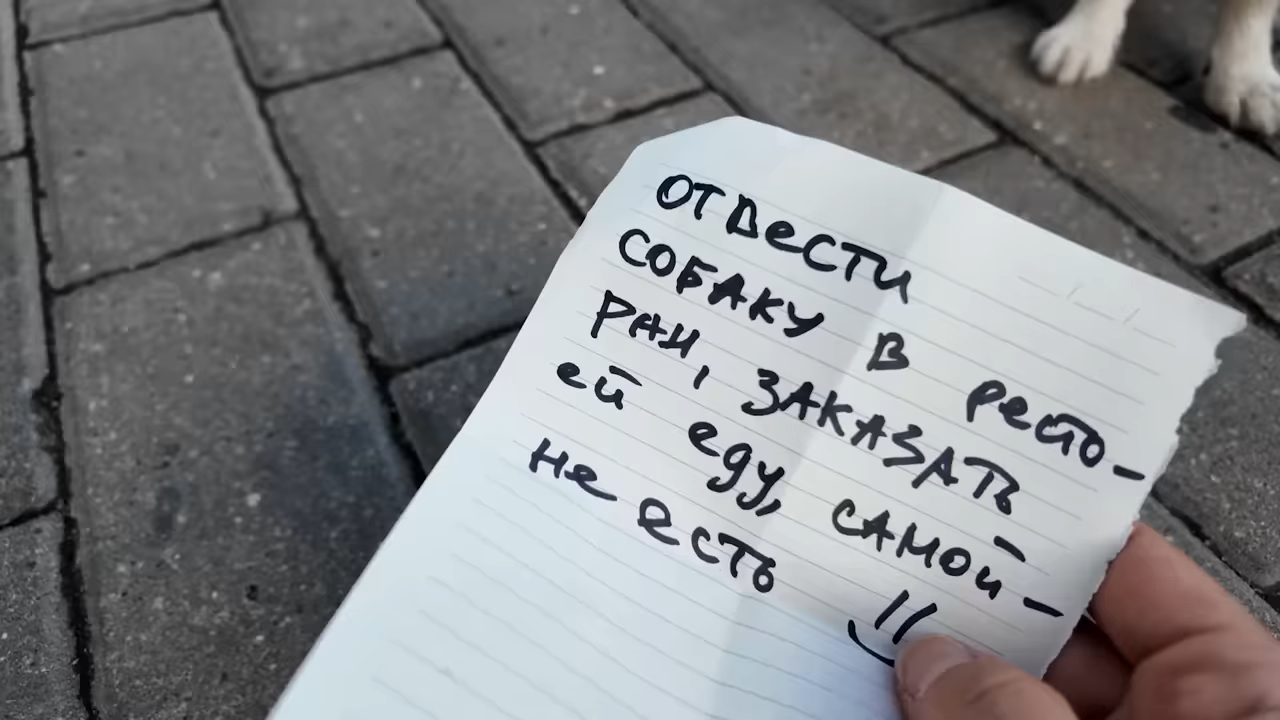 ОТВЕСТИ
СОБАКУ В РЕСТО-
РАН, ЗАКАЗАТЬ
ЕЙ ЕДУ, САМОЙ -
НЕ ЕСТЬ